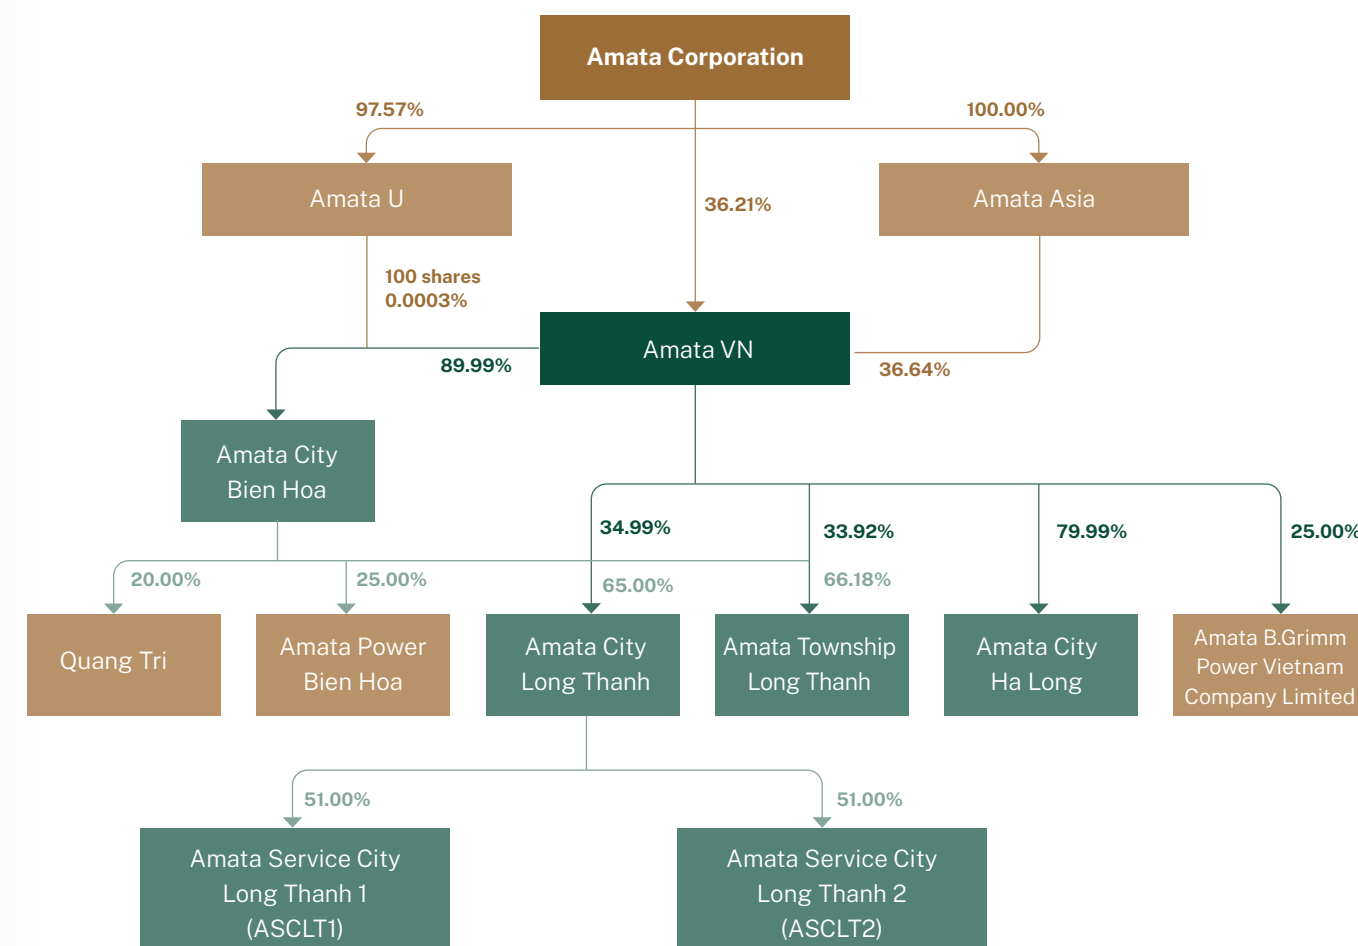 Amata Corporation
97.57%
100.00%
Amata U
36.21%
Amata Asia
100 shares
0.0003%
Amata VN
89.99%
36.64%
Amata City
Bien Hoa
34.99%
33.92%
79.99%
25.00%
20.00%
25.00%
65.00%
66.18%
Quang Tri
Amata Power
Bien Hoa
Amata City
Long Thanh
Amata Township
Long Thanh
Amata City
Ha Long
Amata B.Grimm
Power Vietnam
Company Limited
51.00%
51.00%
Amata Service City
Long Thanh 1
(ASCLT1)
Amata Service City
Long Thanh 2
(ASCLT2)